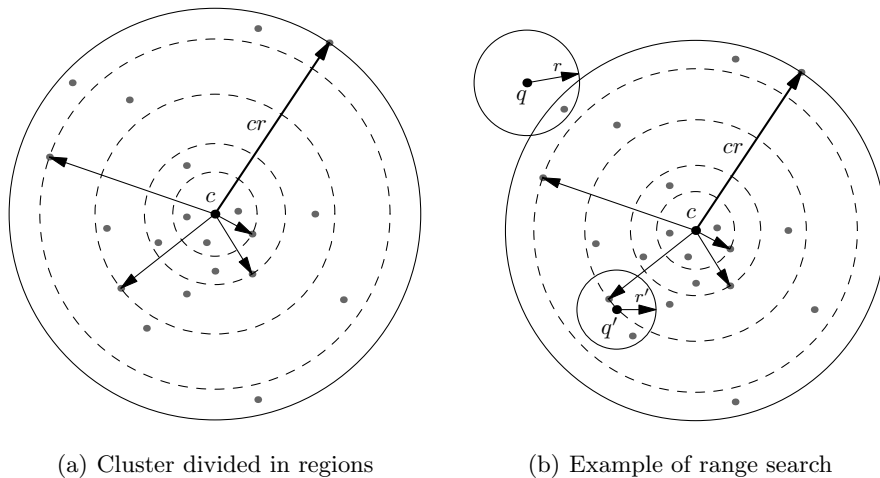 cr
c
r
q
cr
c
r′
q′
(a) Cluster divided in regions
(b) Example of range search